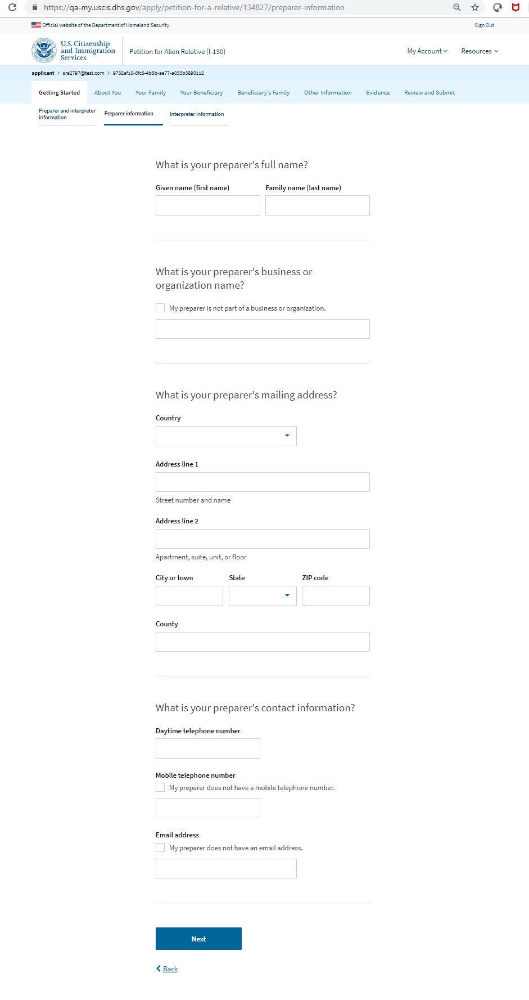 https://qa-my.uscis.dhs.gov/apply/petition-for-a-relative/134827/preparer-information
Official website of the Department of Homeland Security
Sign Out
U.S. Citizenship
and Immigration
Services
Petition for Alien Relative (I-130)
My Account
Resources
applicant > sra2797@test.com > 9732af10-6fc6-4b6b-ae77-a035b3893112
Getting Started
About You
Your Family
Your Beneficiary
Beneficiary's Family
Other Information
Evidence
Review and Submit
Preparer and interpreter
information
Preparer information
Interpreter information
What is your preparer's full name?
Given name (first name)
Family name (last name)
What is your preparer's business or
organization name?
My preparer is not part of a business or organization.
What is your preparer's mailing address?
Country
Address line 1
Street number and name
Address line 2
Apartment, suite, unit, or floor
City or town
State
ZIP code
County
What is your preparer's contact information?
Daytime telephone number
Mobile telephone number
My preparer does not have a mobile telephone number.
Email address
My preparer does not have an email address.
Next
Back